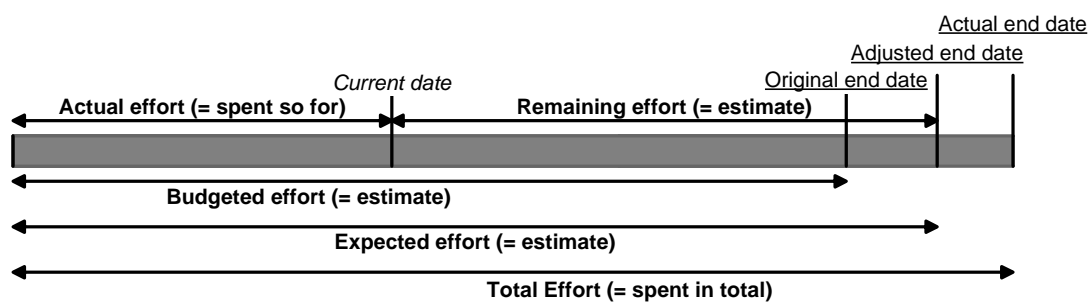 Actual end date
Adjusted end date
Current date
Original end date
Actual effort (= spent so for)
Remaining effort (= estimate)
Budgeted effort (= estimate)
Expected effort (= estimate)
Total Effort (= spent in total)